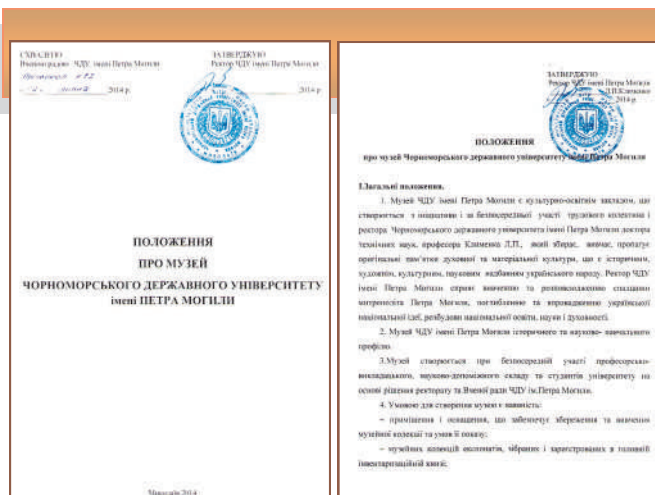 СХВАЛЕНО
Вченою радою ЧДУ імені Петра Могили
2014 р.
ЗАТВЕРДЖУЮ
Ректор ЧДУ імені Петра Могили
2014 р.
ПОЛОЖЕННЯ
ПРО МУЗЕЙ
ЧОРНОМОРСЬКОГО ДЕРЖАВНОГО УНІВЕРСИТЕТУ
імені ПЕТРА МОГИЛИ
Миколаїв 2014
ЗАТВЕРДЖУЮ
Ректор ЧДУ імені Петра Могили
Л.П.Клименко
2014 р.
ПОЛОЖЕННЯ
про музей Чорноморського державного університету імені Петра Могили
І.Загальні положення.
1. Музей ЧДУ імені Петра Могили є культурно-освітнім закладом, що
створюється з ініціативи і за безпосередньої участі трудового колективу і
ректора Чорноморського державного університета імені Петра Могили доктора
технічних наук, професора Клименка Л.П., який збирає, вивчає, пропагує
оригінальні пам'ятки духовної та матеріальної культури, що є історичним,
художнім, культурним, науковим надбанням українського народу. Ректор ЧДУ
імені Петра Могили сприяє вивченню та розповсюдженню спадщини
митрополита Петра Могили, поглибленню та впровадженню української
національної ідеї, розбудови національної освіти, науки і духовності.
2. Музей ЧДУ імені Петра Могили історичного та науково- навчального
профілю.
3.Музей створюється при безпосередній участі професорсько-
викладацького, науково-допоміжного складу та студентів університету на
основі рішення ректорату та Вченої ради ЧДУ ім.Петра Могили.
4. Умовою для створення музею є наявність:
– приміщення і оснащення, що забезпечує збереження та вивчення
музейної колекції та умов її показу;
– музейних колекцій експонатів, зібраних і зареєстрованих в головній
інвентаризаційній книзі;